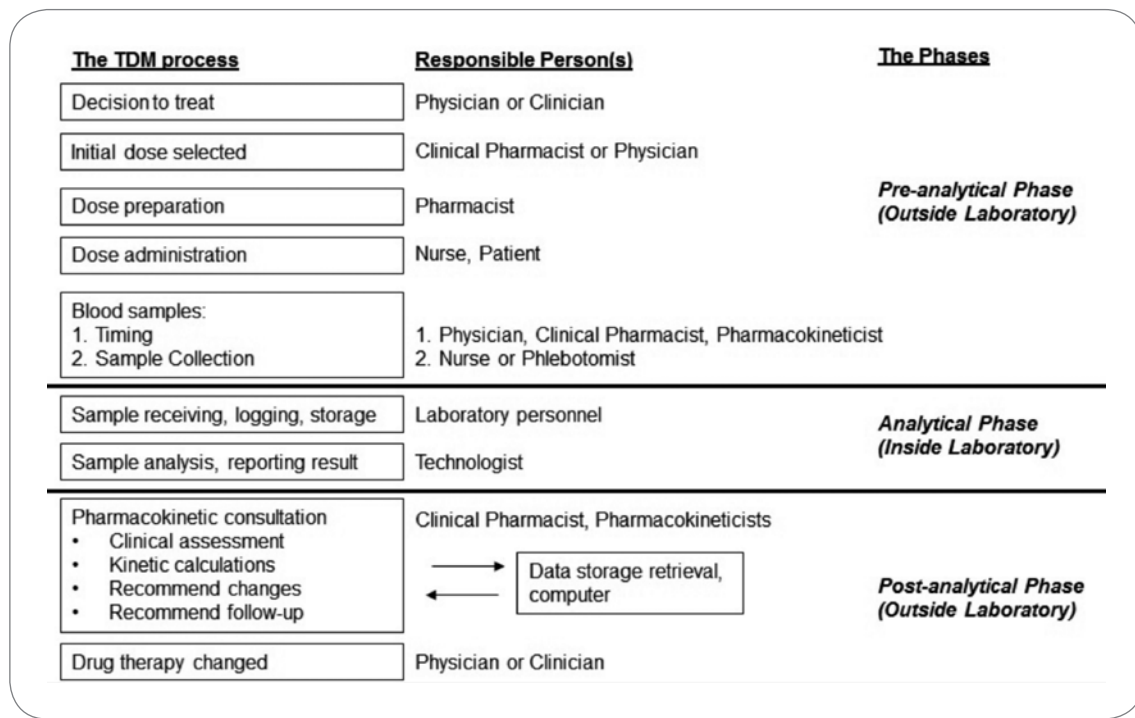 The TDM process Responsible Person(s) The Phases
Decision to treat Physician or Clinician
Initial dose selected Clinical Pharmacist or Physician
Pre-analytical Phase
(Outside Laboratory)
Dose preparation Pharmacist
Dose administration Nurse, Patient
Blood samples:
1. Timing 1. Physician, Clinical Pharmacist, Pharmacokineticist
2. Sample Collection 2. Nurse or Phlebotomist
Sample receiving, logging, storage Laboratory personnel
Analytical Phase
(Inside Laboratory)
Sample analysis, reporting result Technologist
Pharmacokinetic consultation Clinical Pharmacist, Pharmacokineticists
• Clinical assessment
• Kinetic calculations
• Recommend changes
• Recommend follow-up
Data storage retrieval,
computer
Post-analytical Phase
(Outside Laboratory)
Drug therapy changed Physician or Clinician